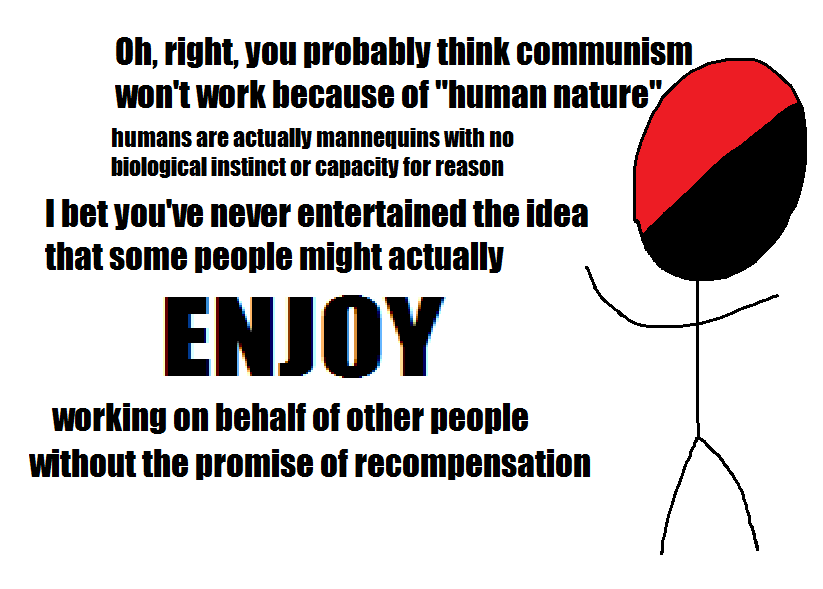 Oh, right, you probably think communism
won't work because of "human nature"
humans are actually mannequins with no
biological instinct or capacity for reason
I bet you've never entertained the idea
that some people might actually
ENJOY
working on behalf of other people
without the promise of recompensation